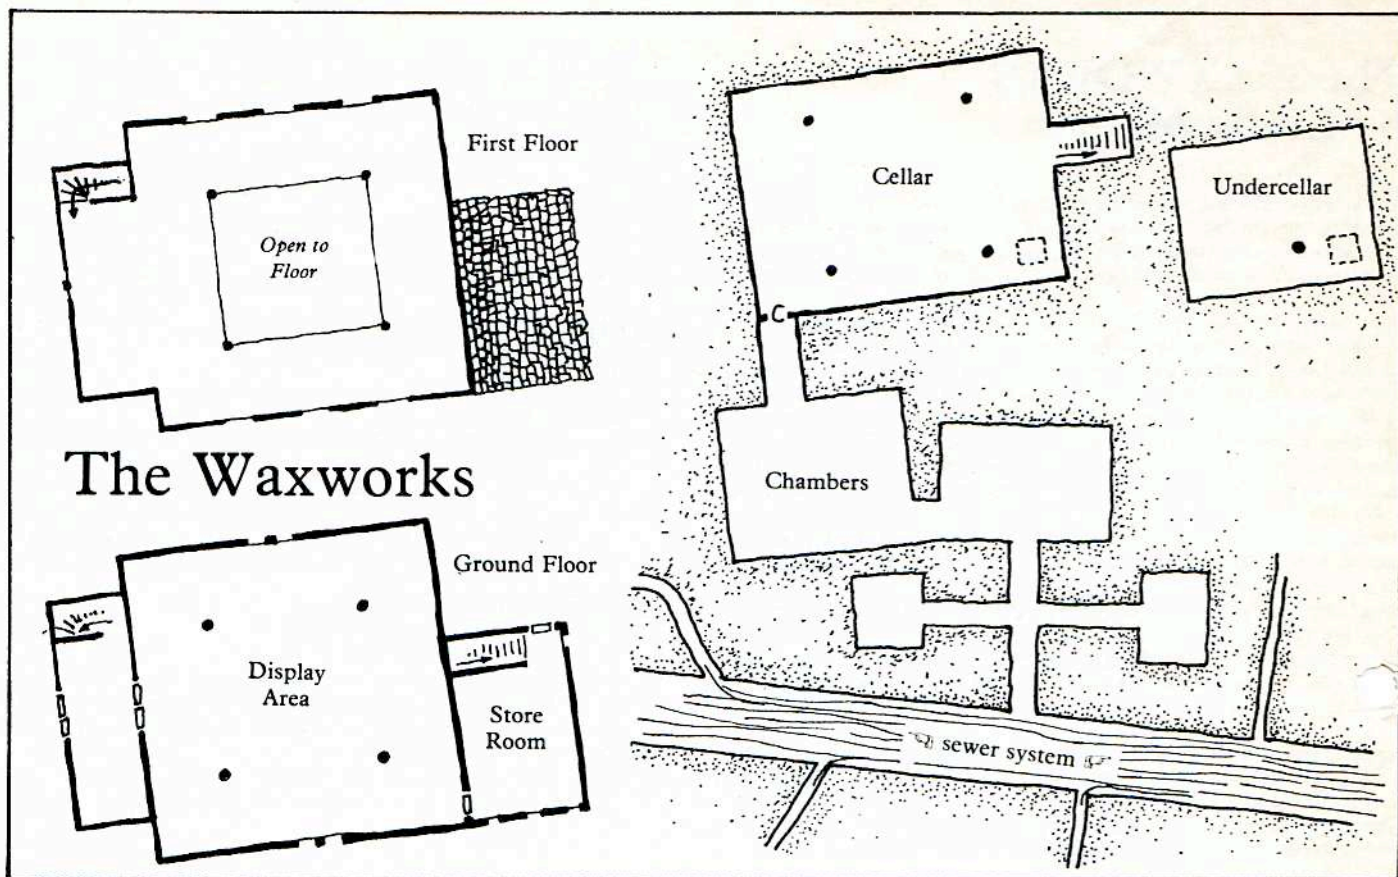 First Floor
Open to
Floor
The Waxworks
Ground Floor
Display
Area
Store
Room
Cellar
Undercellar
C
Chambers
sewer system